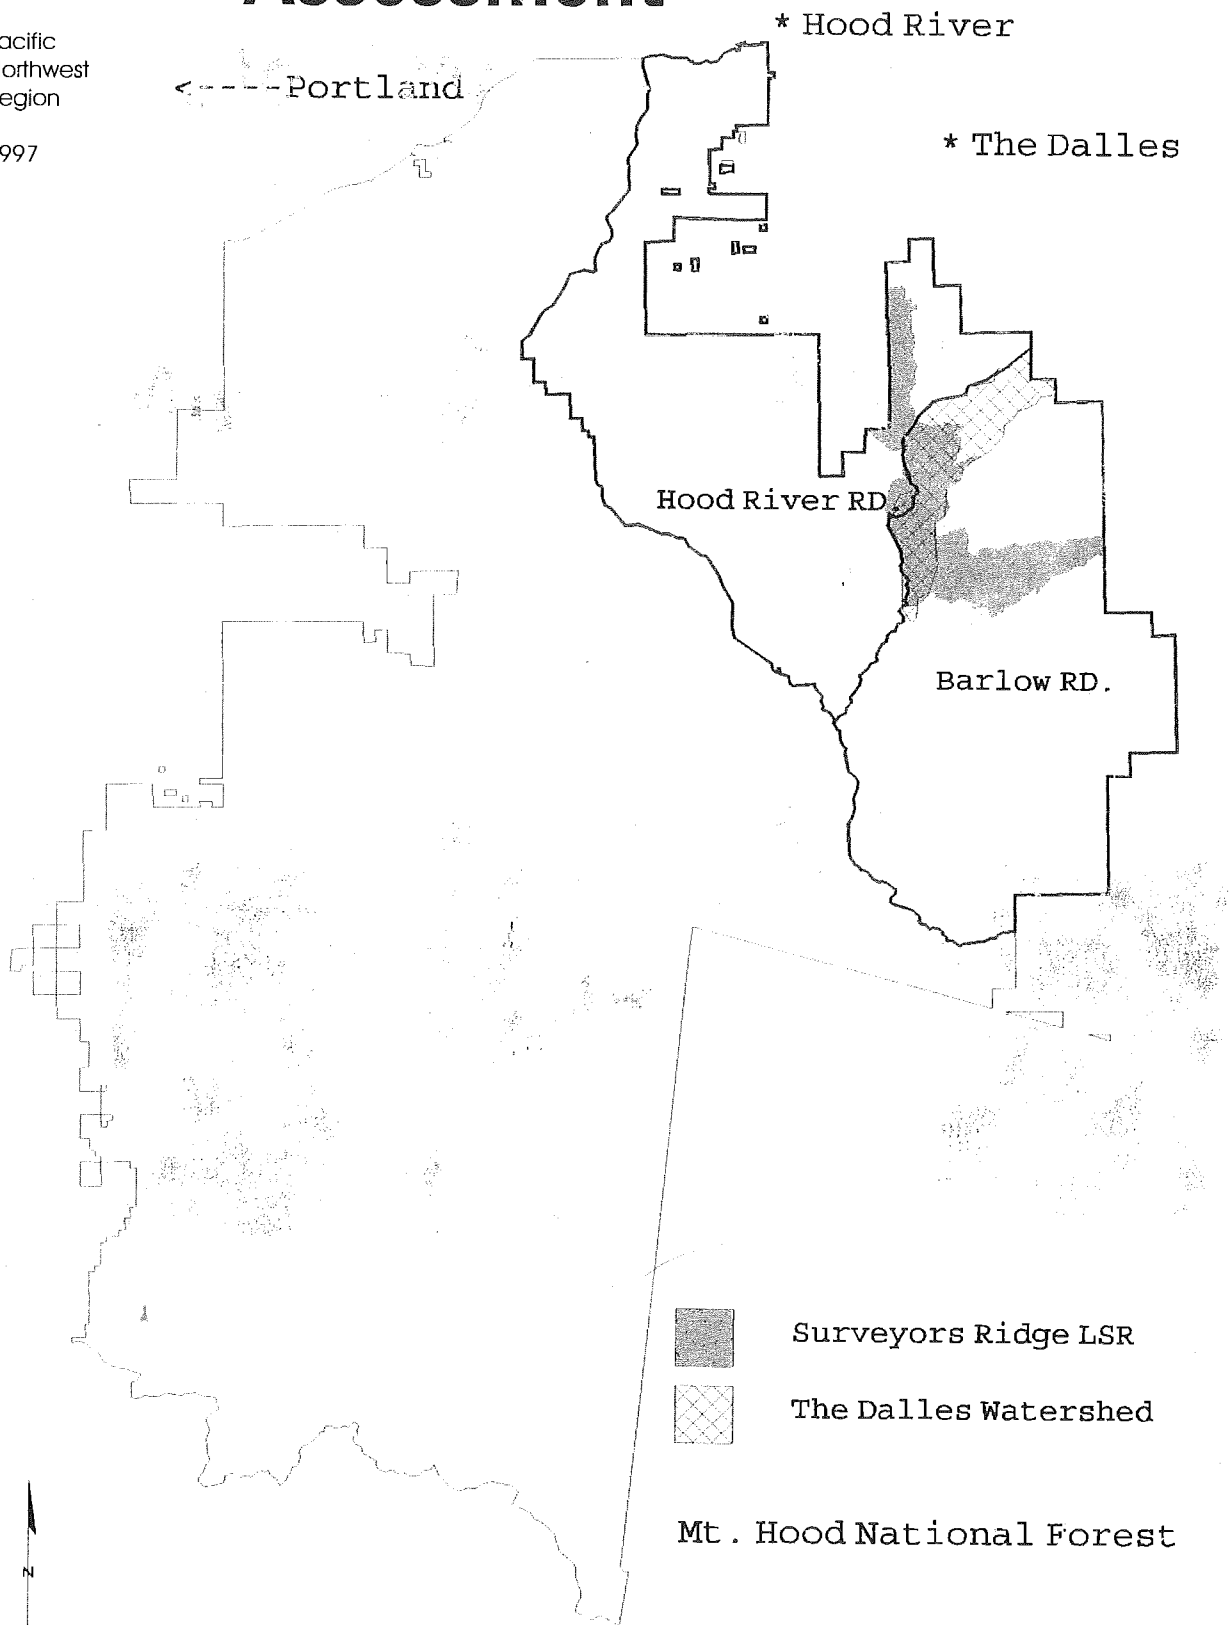 Assessment
acific
orthwest
egion
997
* Hood River
<----Portland
* The Dalles
Hood River RD.
Barlow RD.
Surveyors Ridge LSR
The Dalles Watershed
Mt. Hood National Forest
N